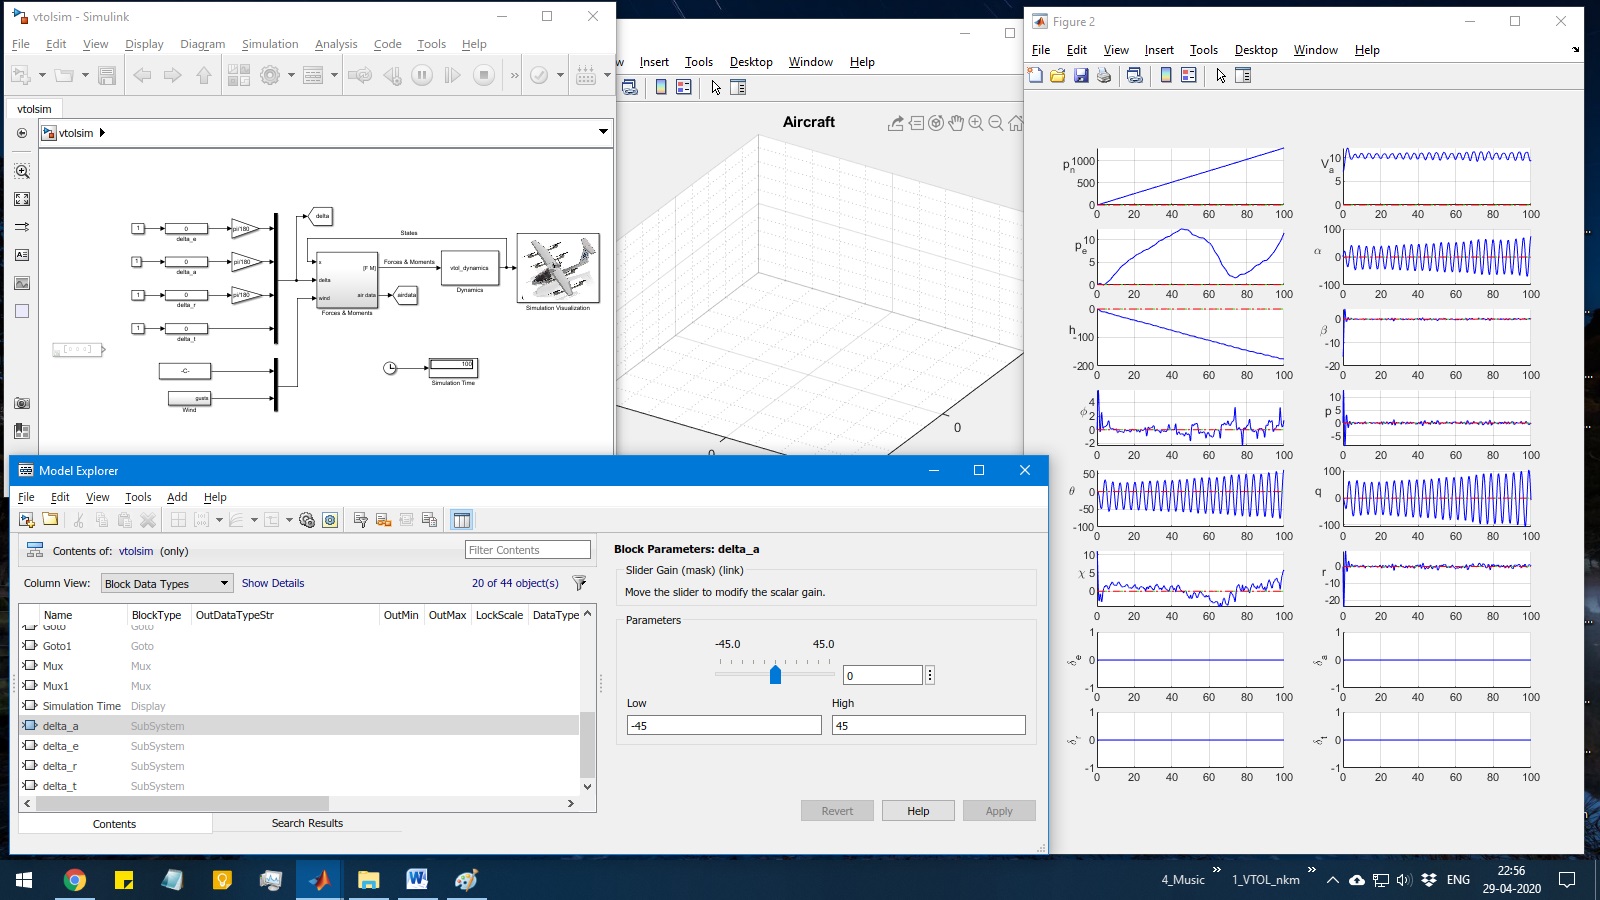 vtolsim - Simulink
File Edit View Display Diagram Simulation Analysis Code Tools Help
vtolsim
vtolsim
1 0 pi/180
delta_e
1 0 pi/180
delta_a
1 0 pi/180
delta_r
1 0
delta_t
[0 0 0]
-C-
gusts
Wind
delta
States
x
delta
wind
[F M]
air data
Forces & Moments
Forces & Moments
airdata
vtol_dynamics
Dynamics
Simulation Visualization
100
Simulation Time
w Insert Tools Desktop Window Help
Aircraft
0
0
Figure 2
File Edit View Insert Tools Desktop Window Help
pn
1000
500
0
0 20 40 60 80 100
Va
10
5
0
0 20 40 60 80 100
pe
10
5
0
0 20 40 60 80 100
α
100
0
-100
0 20 40 60 80 100
h
0
-100
-200
0 20 40 60 80 100
β
0
-10
-20
0 20 40 60 80 100
ϕ
4
2
0
-2
0 20 40 60 80 100
p
10
5
0
-5
0 20 40 60 80 100
θ
50
0
-50
-100
0 20 40 60 80 100
q
100
0
-100
0 20 40 60 80 100
χ
10
5
0
0 20 40 60 80 100
r
0
-10
-20
0 20 40 60 80 100
δe
1
0
-1
0 20 40 60 80 100
δa
1
0
-1
0 20 40 60 80 100
δr
1
0
-1
0 20 40 60 80 100
δt
1
0
-1
0 20 40 60 80 100
Model Explorer
File Edit View Tools Add Help
Contents of: vtolsim (only)
Filter Contents
Column View: Block Data Types Show Details 20 of 44 object(s)
Name BlockType OutDataTypeStr OutMin OutMax LockScale DataType
Goto Goto
Goto1 Goto
Mux Mux
Mux1 Mux
Simulation Time Display
delta_a SubSystem
delta_e SubSystem
delta_r SubSystem
delta_t SubSystem
Contents Search Results
Block Parameters: delta_a
Slider Gain (mask) (link)
Move the slider to modify the scalar gain.
Parameters
-45.0 45.0
0
Low High
-45 45
Revert Help Apply
4_Music » 1_VTOL_nkm » ENG
22:56
29-04-2020